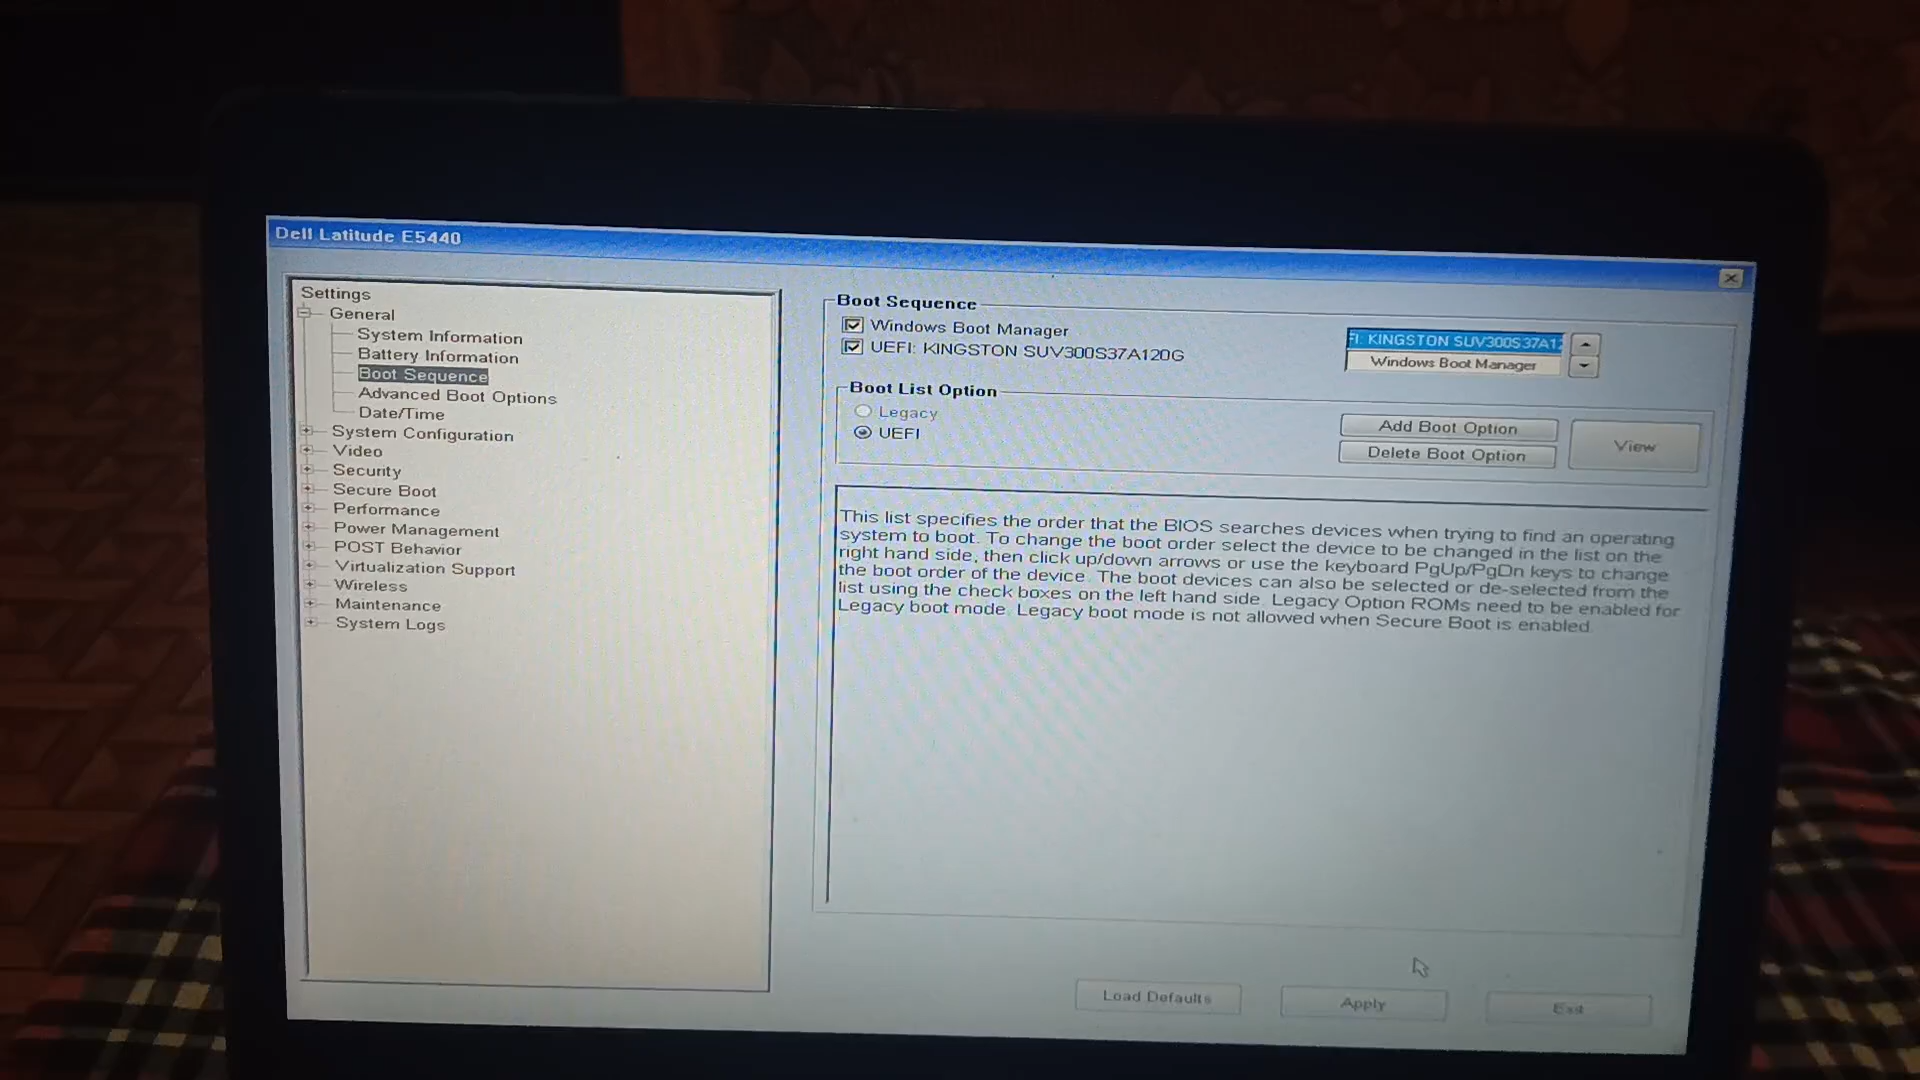 Dell Latitude E5440
Settings
General
System Information
Battery Information
Boot Sequence
Advanced Boot Options
Date/Time
System Configuration
Video
Security
Secure Boot
Performance
Power Management
POST Behavior
Virtualization Support
Wireless
Maintenance
System Logs
Boot Sequence
Windows Boot Manager
UEFI: KINGSTON SUV300S37A120G
FI: KINGSTON SUV300S37A12
Windows Boot Manager
Boot List Option
Legacy
UEFI
Add Boot Option
Delete Boot Option
View
This list specifies the order that the BIOS searches devices when trying to find an operating
system to boot. To change the boot order select the device to be changed in the list on the
right hand side, then click up/down arrows or use the keyboard PgUp/PgDn keys to change
the boot order of the device. The boot devices can also be selected or de-selected from the
list using the check boxes on the left hand side. Legacy Option ROMs need to be enabled for
Legacy boot mode. Legacy boot mode is not allowed when Secure Boot is enabled.
Load Defaults
Apply
Exit